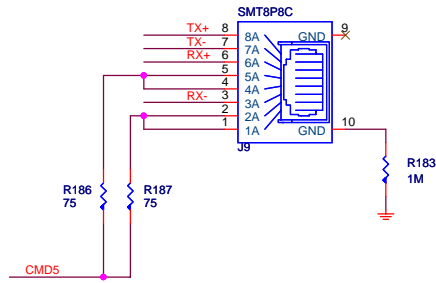 SMT8P8C
TX+ 8 8A GND 9
TX- 7 7A
RX+ 6 6A
5 5A
4 4A
RX- 3 3A
2 2A
1 1A GND 10
J9
R183
1M
R186
75
R187
75
CMD5